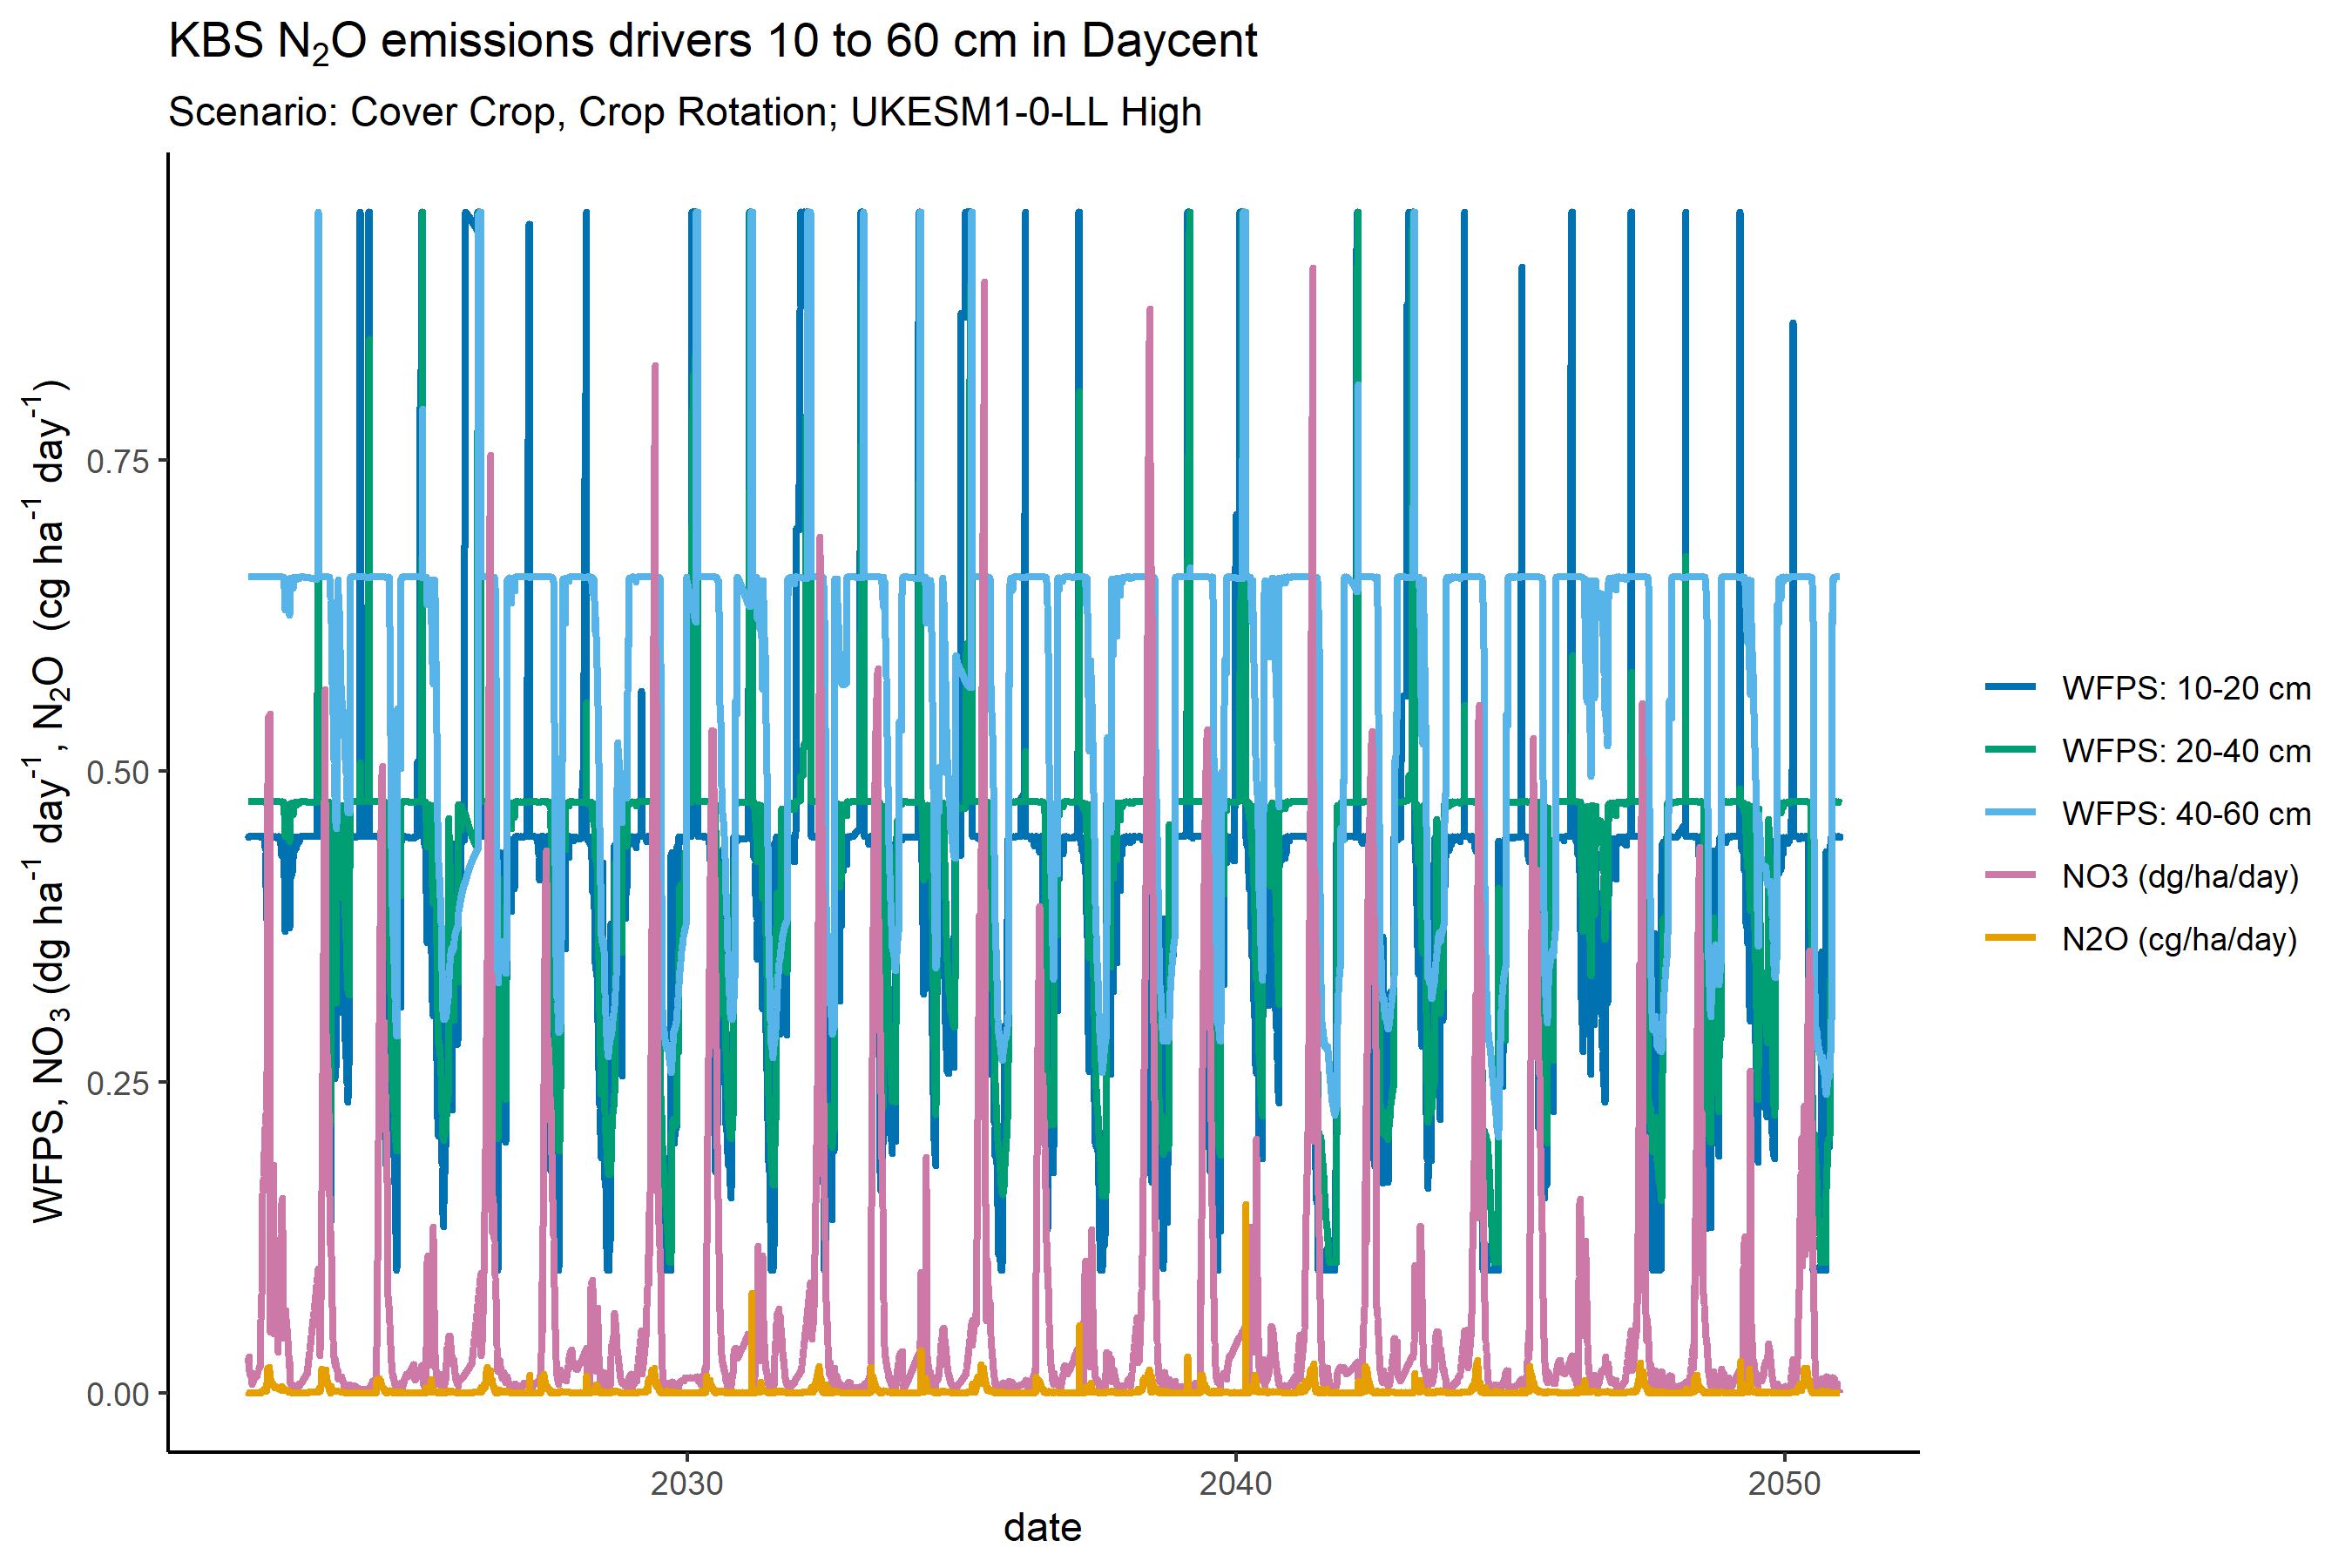 KBS N₂O emissions drivers 10 to 60 cm in Daycent
Scenario: Cover Crop, Crop Rotation; UKESM1-0-LL High
WFPS, NO₃ (dg ha⁻¹ day⁻¹, N₂O (cg ha⁻¹ day⁻¹)
0.75
0.50
0.25
0.00
2030
2040
2050
date
WFPS: 10-20 cm
WFPS: 20-40 cm
WFPS: 40-60 cm
NO3 (dg/ha/day)
N2O (cg/ha/day)